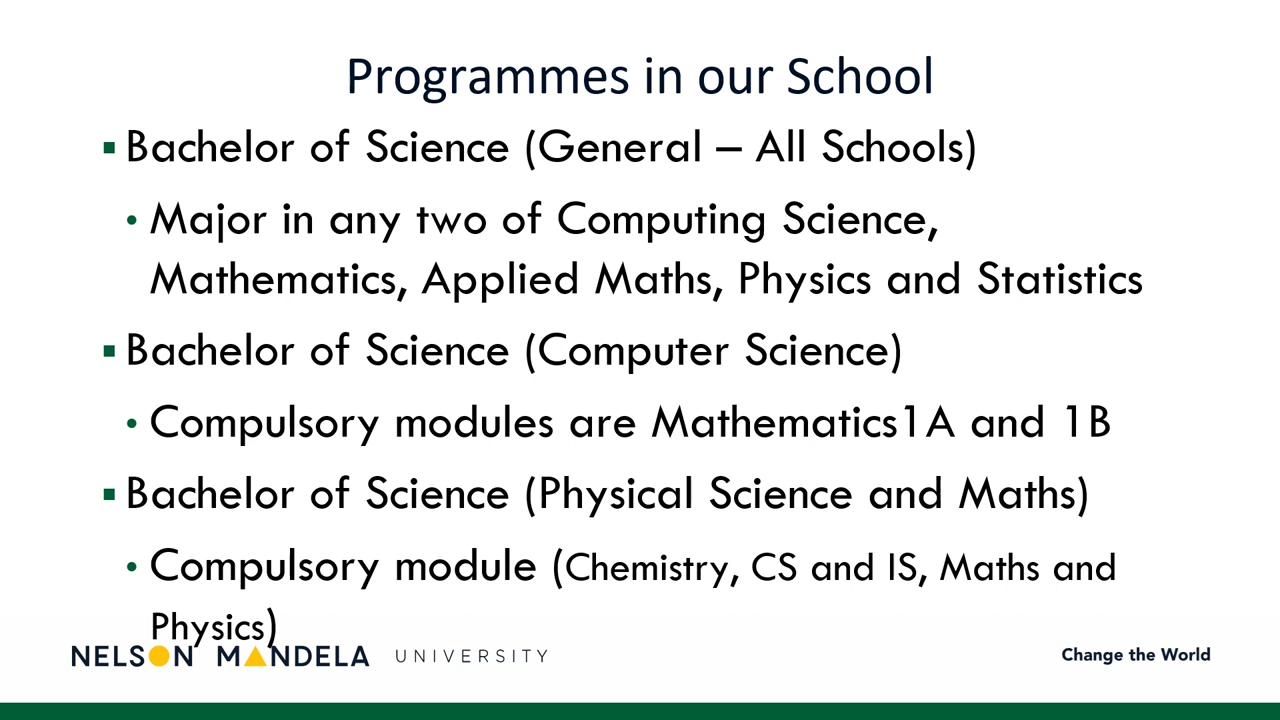 Programmes in our School
▪Bachelor of Science (General – All Schools)
• Major in any two of Computing Science,
Mathematics, Applied Maths, Physics and Statistics
▪Bachelor of Science (Computer Science)
• Compulsory modules are Mathematics1A and 1B
▪Bachelor of Science (Physical Science and Maths)
• Compulsory module (Chemistry, CS and IS, Maths and
Physics)
NELSON MANDELA UNIVERSITY
Change the World